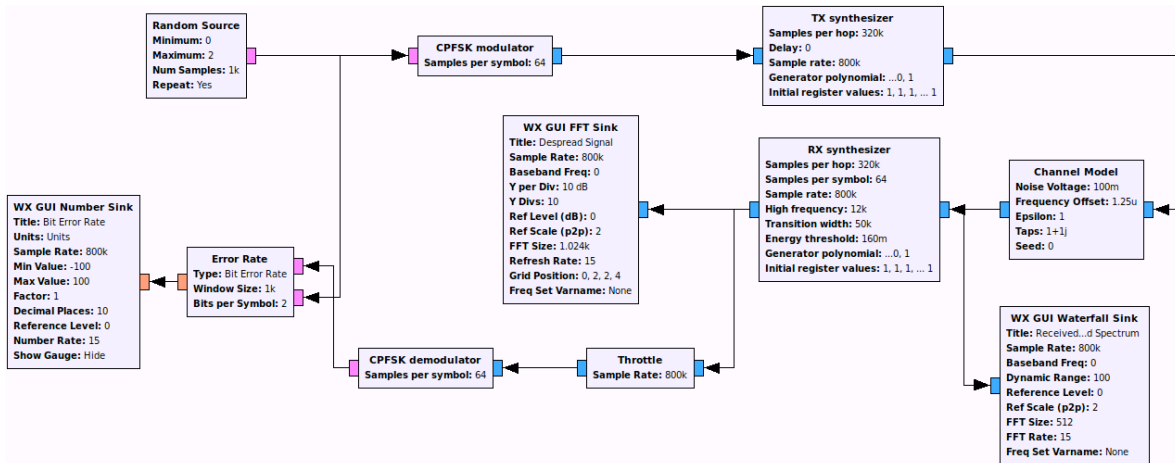 Random Source
Minimum: 0
Maximum: 2
Num Samples: 1k
Repeat: Yes
CPFSK modulator
Samples per symbol: 64
TX synthesizer
Samples per hop: 320k
Delay: 0
Sample rate: 800k
Generator polynomial: ...0, 1
Initial register values: 1, 1, 1, ... 1
WX GUI FFT Sink
Title: Despread Signal
Sample Rate: 800k
Baseband Freq: 0
Y per Div: 10 dB
Y Divs: 10
Ref Level (dB): 0
Ref Scale (p2p): 2
FFT Size: 1.024k
Refresh Rate: 15
Grid Position: 0, 2, 2, 4
Freq Set Varname: None
RX synthesizer
Samples per hop: 320k
Samples per symbol: 64
Sample rate: 800k
High frequency: 12k
Transition width: 50k
Energy threshold: 160m
Generator polynomial: ...0, 1
Initial register values: 1, 1, 1, ... 1
Channel Model
Noise Voltage: 100m
Frequency Offset: 1.25u
Epsilon: 1
Taps: 1+1j
Seed: 0
WX GUI Number Sink
Title: Bit Error Rate
Units: Units
Sample Rate: 800k
Min Value: -100
Max Value: 100
Factor: 1
Decimal Places: 10
Reference Level: 0
Number Rate: 15
Show Gauge: Hide
Error Rate
Type: Bit Error Rate
Window Size: 1k
Bits per Symbol: 2
CPFSK demodulator
Samples per symbol: 64
Throttle
Sample Rate: 800k
WX GUI Waterfall Sink
Title: Received...d Spectrum
Sample Rate: 800k
Baseband Freq: 0
Dynamic Range: 100
Reference Level: 0
Ref Scale (p2p): 2
FFT Size: 512
FFT Rate: 15
Freq Set Varname: None